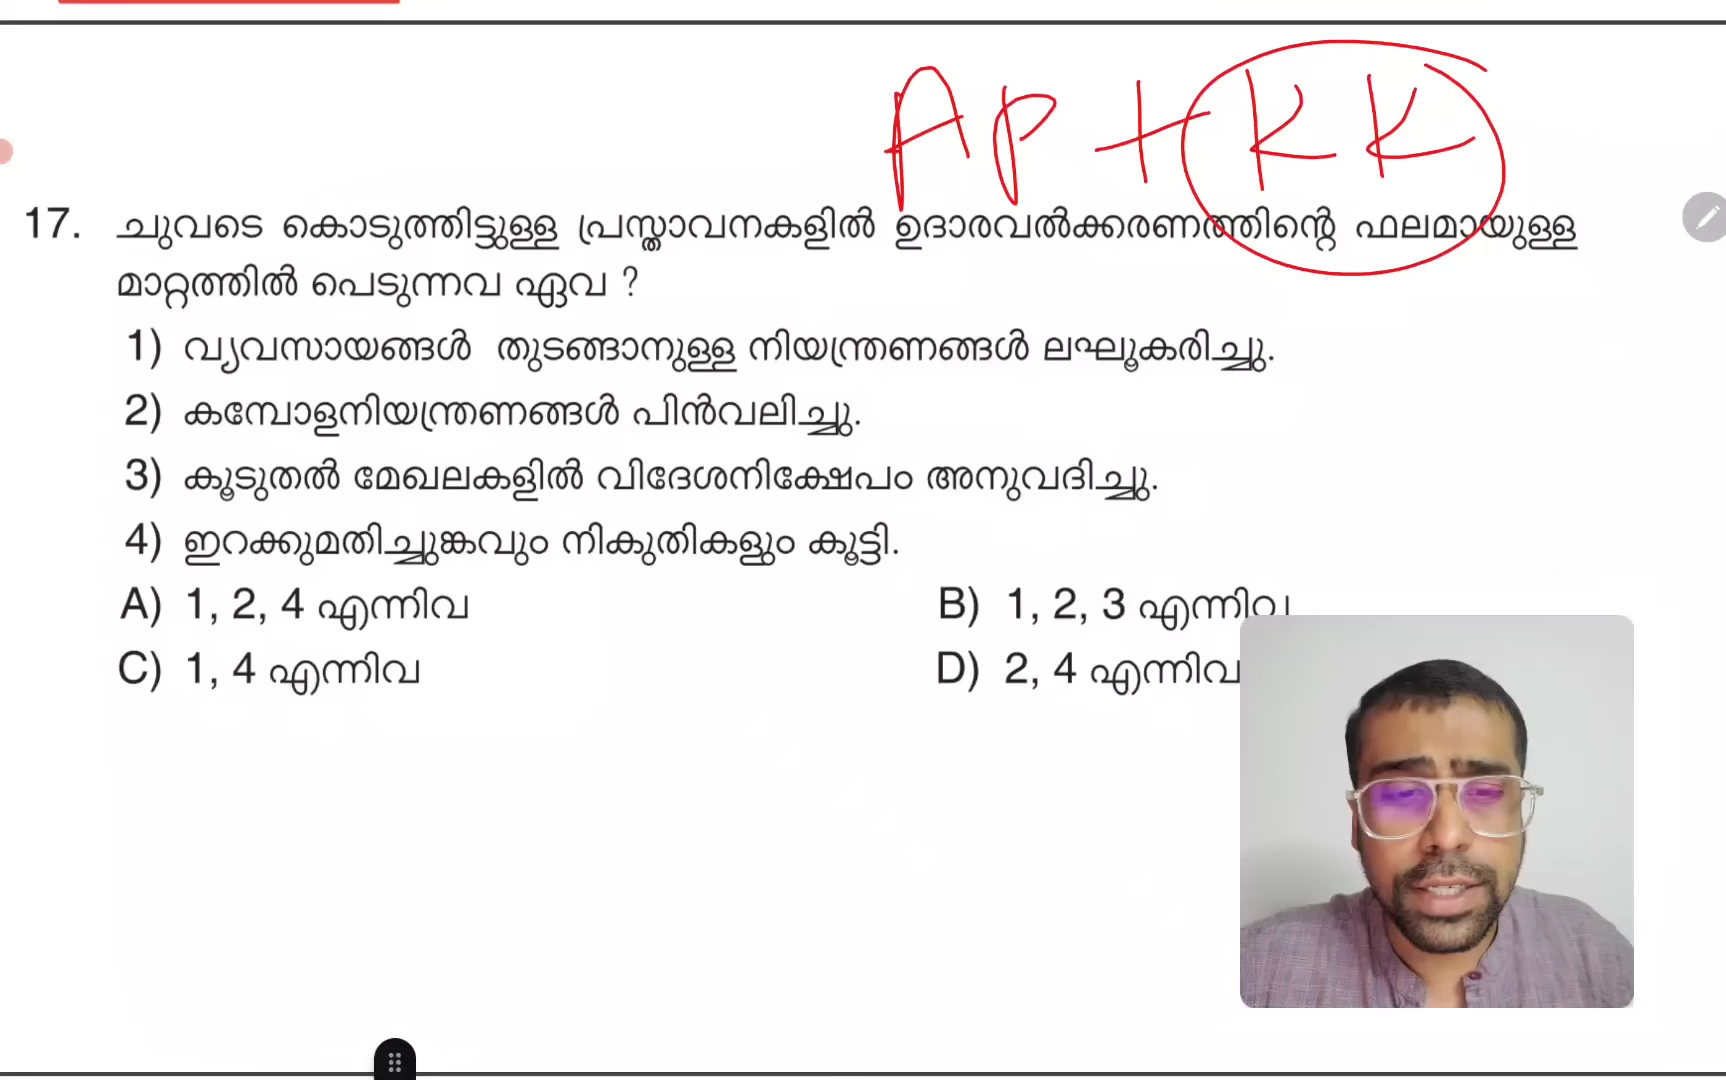 AP + KK
17. ചുവടെ കൊടുത്തിട്ടുള്ള പ്രസ്താവനകളിൽ ഉദാരവൽക്കരണത്തിന്റെ ഫലമായുള്ള
മാറ്റത്തിൽ പെടുന്നവ ഏവ ?
1) വ്യവസായങ്ങൾ തുടങ്ങാനുള്ള നിയന്ത്രണങ്ങൾ ലഘൂകരിച്ചു.
2) കമ്പോളനിയന്ത്രണങ്ങൾ പിൻവലിച്ചു.
3) കൂടുതൽ മേഖലകളിൽ വിദേശനിക്ഷേപം അനുവദിച്ചു.
4) ഇറക്കുമതിച്ചുങ്കവും നികുതികളും കൂട്ടി.
A) 1, 2, 4 എന്നിവ B) 1, 2, 3 എന്നിവ
C) 1, 4 എന്നിവ D) 2, 4 എന്നിവ